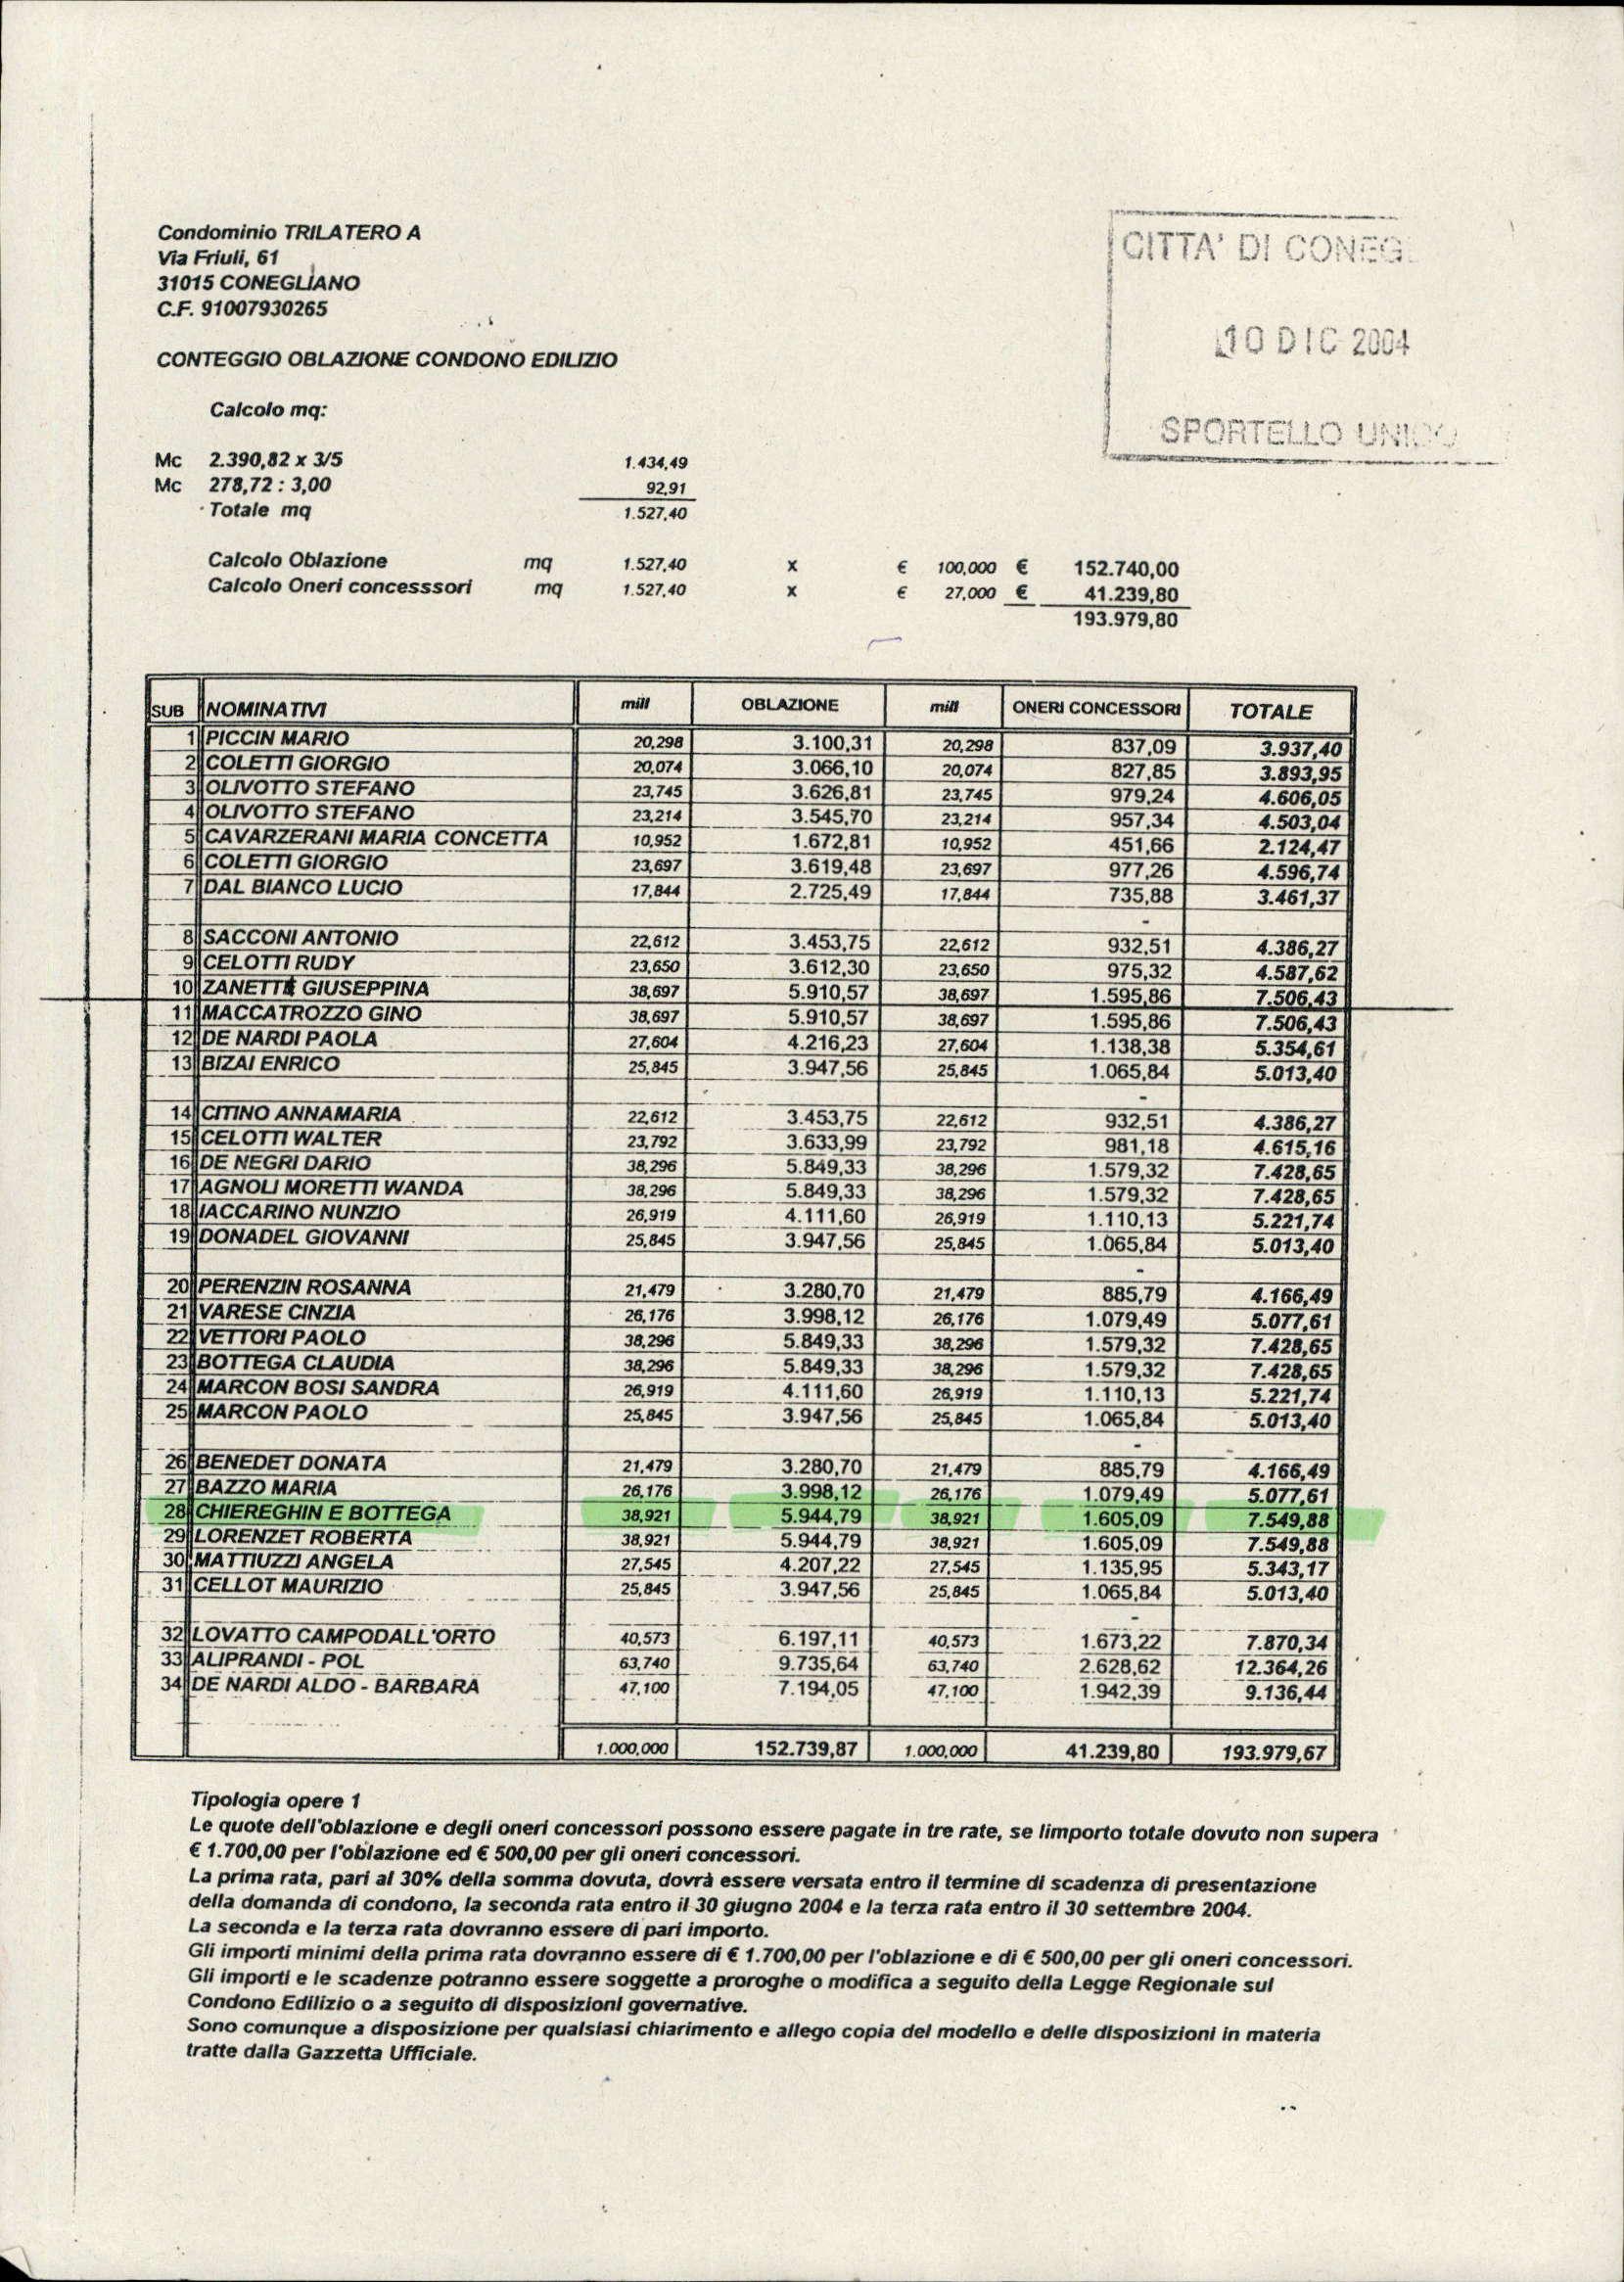 Condominio TRILATERO A
Via Friuli, 61
31015 CONEGLIANO
C.F. 91007930265
CITTA' DI CONEG
10 DIC 2004
SPORTELLO UNICO
CONTEGGIO OBLAZIONE CONDONO EDILIZIO
Calcolo mq:
Mc 2.390,82 x 3/5 1.434,49
Mc 278,72 : 3,00 92,91
Totale mq 1.527,40
Calcolo Oblazione mq 1.527,40 x € 100,000 € 152.740,00
Calcolo Oneri concesssori mq 1.527,40 x € 27,000 € 41.239,80
193.979,80
SUB NOMINATIVI mill OBLAZIONE mill ONERI CONCESSORI TOTALE
1 PICCIN MARIO 20,298 3.100,31 20,298 837,09 3.937,40
2 COLETTI GIORGIO 20,074 3.066,10 20,074 827,85 3.893,95
3 OLIVOTTO STEFANO 23,745 3.626,81 23,745 979,24 4.606,05
4 OLIVOTTO STEFANO 23,214 3.545,70 23,214 957,34 4.503,04
5 CAVARZERANI MARIA CONCETTA 10,952 1.672,81 10,952 451,66 2.124,47
6 COLETTI GIORGIO 23,697 3.619,48 23,697 977,26 4.596,74
7 DAL BIANCO LUCIO 17,844 2.725,49 17,844 735,88 3.461,37
-
8 SACCONI ANTONIO 22,612 3.453,75 22,612 932,51 4.386,27
9 CELOTTI RUDY 23,650 3.612,30 23,650 975,32 4.587,62
10 ZANETTE GIUSEPPINA 38,697 5.910,57 38,697 1.595,86 7.506,43
11 MACCATROZZO GINO 38,697 5.910,57 38,697 1.595,86 7.506,43
12 DE NARDI PAOLA 27,604 4.216,23 27,604 1.138,38 5.354,61
13 BIZAI ENRICO 25,845 3.947,56 25,845 1.065,84 5.013,40
- -
14 CITINO ANNAMARIA 22,612 3.453,75 22,612 932,51 4.386,27
15 CELOTTI WALTER 23,792 3.633,99 23,792 981,18 4.615,16
16 DE NEGRI DARIO 38,296 5.849,33 38,296 1.579,32 7.428,65
17 AGNOLI MORETTI WANDA 38,296 5.849,33 38,296 1.579,32 7.428,65
18 IACCARINO NUNZIO 26,919 4.111,60 26,919 1.110,13 5.221,74
19 DONADEL GIOVANNI 25,845 3.947,56 25,845 1.065,84 5.013,40
-
20 PERENZIN ROSANNA 21,479 3.280,70 21,479 885,79 4.166,49
21 VARESE CINZIA 26,176 3.998,12 26,176 1.079,49 5.077,61
22 VETTORI PAOLO 38,296 5.849,33 38,296 1.579,32 7.428,65
23 BOTTEGA CLAUDIA 38,296 5.849,33 38,296 1.579,32 7.428,65
24 MARCON BOSI SANDRA 26,919 4.111,60 26,919 1.110,13 5.221,74
25 MARCON PAOLO 25,845 3.947,56 25,845 1.065,84 5.013,40
-
26 BENEDET DONATA 21,479 3.280,70 21,479 885,79 4.166,49
27 BAZZO MARIA 26,176 3.998,12 26,176 1.079,49 5.077,61
28 CHIEREGHIN E BOTTEGA 38,921 5.944,79 38,921 1.605,09 7.549,88
29 LORENZET ROBERTA 38,921 5.944,79 38,921 1.605,09 7.549,88
30 MATTIUZZI ANGELA 27,545 4.207,22 27,545 1.135,95 5.343,17
31 CELLOT MAURIZIO 25,845 3.947,56 25,845 1.065,84 5.013,40
-
32 LOVATTO CAMPODALL'ORTO 40,573 6.197,11 40,573 1.673,22 7.870,34
33 ALIPRANDI - POL 63,740 9.735,64 63,740 2.628,62 12.364,26
34 DE NARDI ALDO - BARBARA 47,100 7.194,05 47,100 1.942,39 9.136,44
1.000,000 152.739,87 1.000,000 41.239,80 193.979,67
Tipologia opere 1
Le quote dell'oblazione e degli oneri concessori possono essere pagate in tre rate, se limporto totale dovuto non supera
€ 1.700,00 per l'oblazione ed € 500,00 per gli oneri concessori.
La prima rata, pari al 30% della somma dovuta, dovrà essere versata entro il termine di scadenza di presentazione
della domanda di condono, la seconda rata entro il 30 giugno 2004 e la terza rata entro il 30 settembre 2004.
La seconda e la terza rata dovranno essere di pari importo.
Gli importi minimi della prima rata dovranno essere di € 1.700,00 per l'oblazione e di € 500,00 per gli oneri concessori.
Gli importi e le scadenze potranno essere soggette a proroghe o modifica a seguito della Legge Regionale sul
Condono Edilizio o a seguito di disposizioni governative.
Sono comunque a disposizione per qualsiasi chiarimento e allego copia del modello e delle disposizioni in materia
tratte dalla Gazzetta Ufficiale.